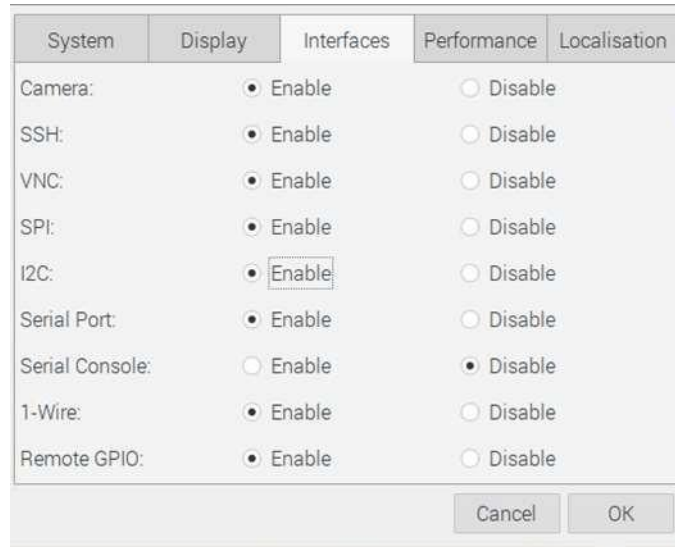 System Display Interfaces Performance Localisation
Camera: Enable Disable
SSH: Enable Disable
VNC: Enable Disable
SPI: Enable Disable
I2C: Enable Disable
Serial Port: Enable Disable
Serial Console: Enable Disable
1-Wire: Enable Disable
Remote GPIO: Enable Disable
Cancel OK